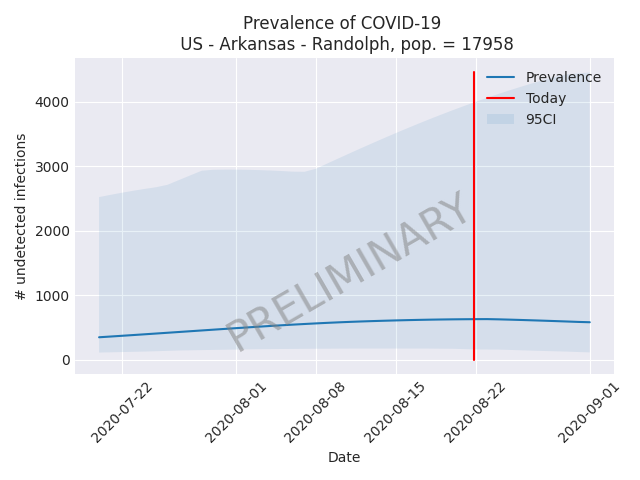 Prevalence of COVID-19
US - Arkansas - Randolph, pop. = 17958
Prevalence
Today
95CI
4000
3000
2000
1000
0
# undetected infections
PRELIMINARY
2020-07-22
2020-08-01
2020-08-08
2020-08-15
2020-08-22
2020-09-01
Date